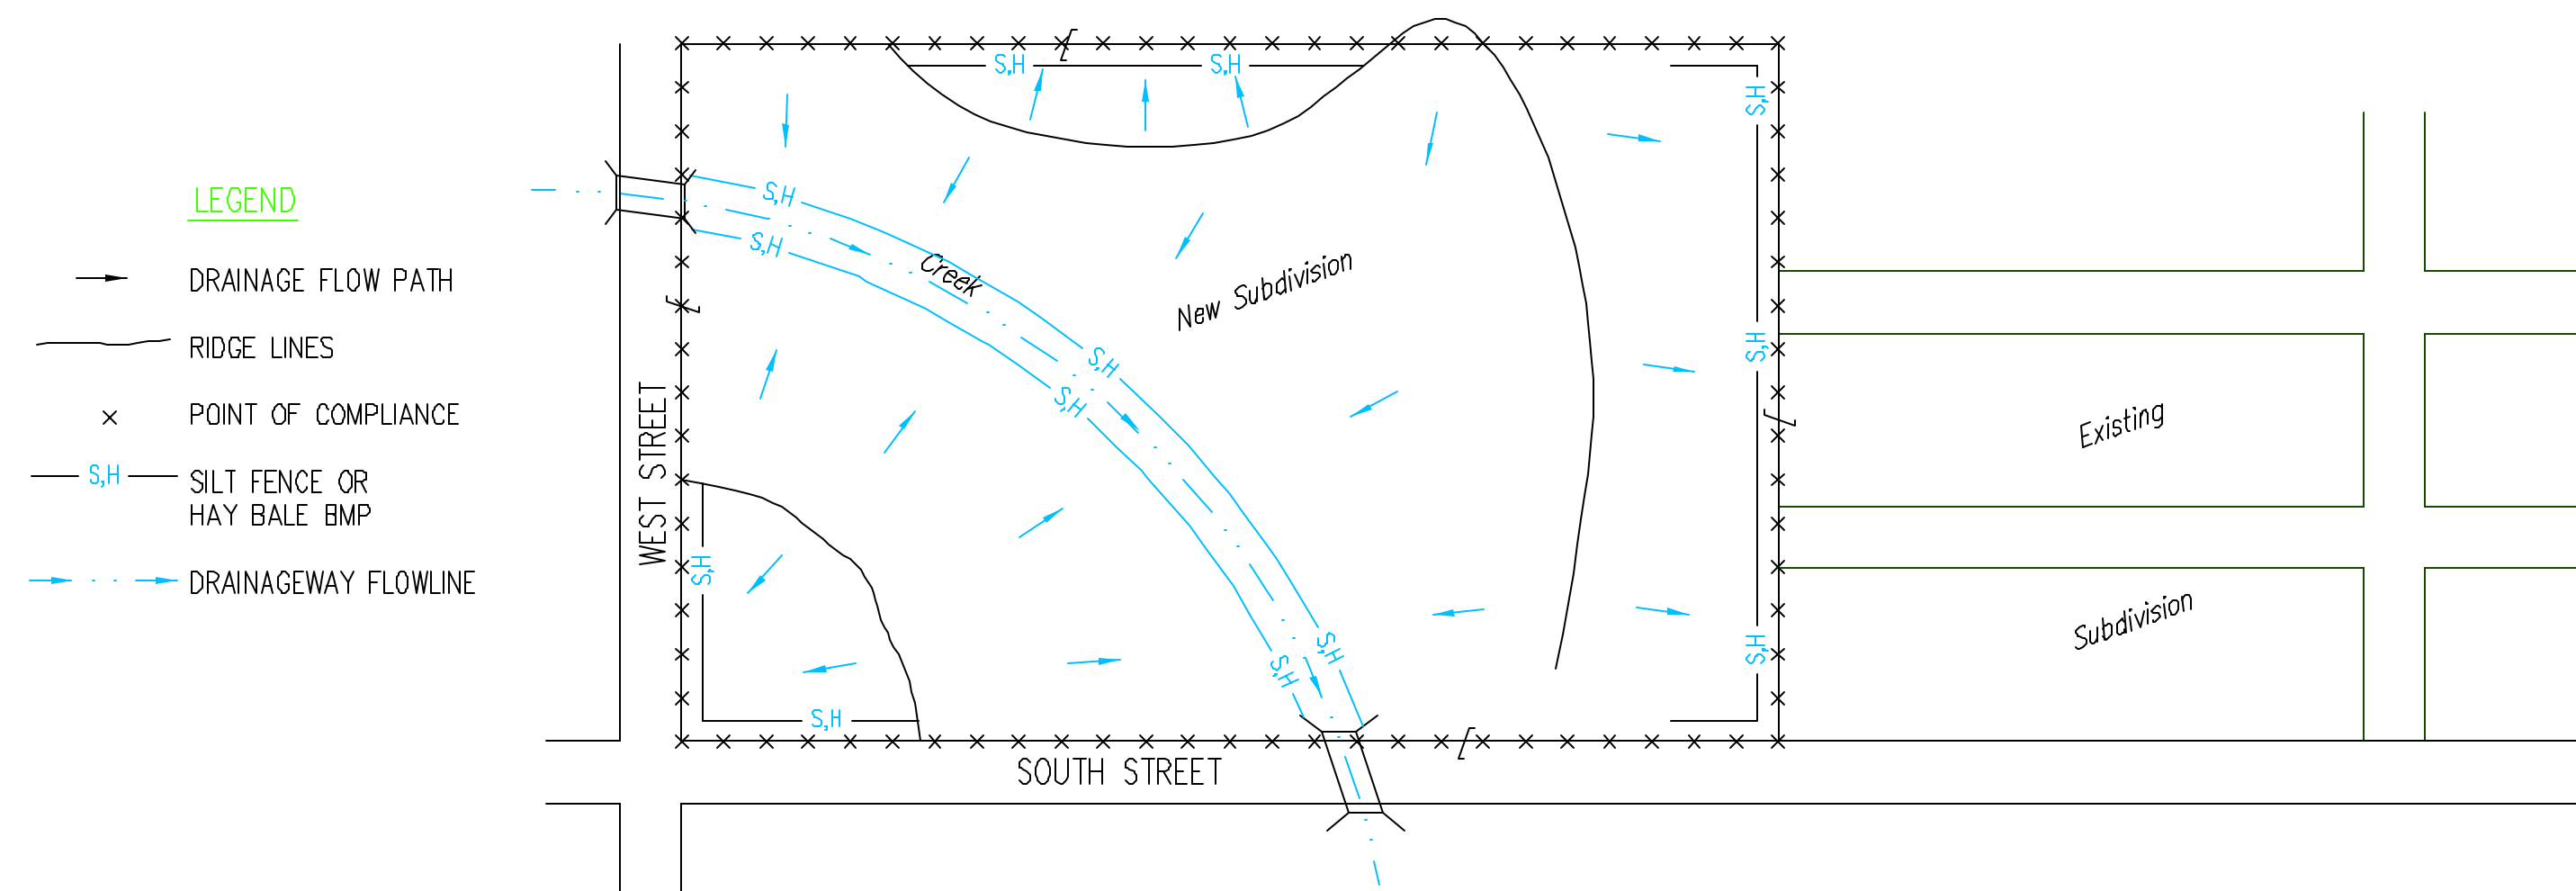 LEGEND
DRAINAGE FLOW PATH
RIDGE LINES
POINT OF COMPLIANCE
S,H
SILT FENCE OR
HAY BALE BMP
DRAINAGEWAY FLOWLINE
WEST STREET
SOUTH STREET
S,H
S,H
S,H
S,H
S,H
Creek
New Subdivision
S,H
S,H
S,H
S,H
S,H
S,H
S,H
S,H
Existing
Subdivision